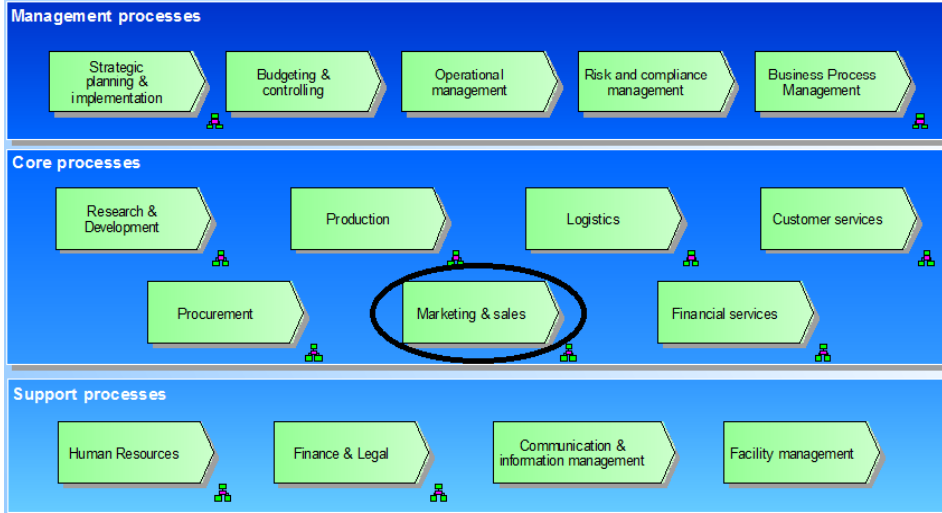 Management processes
Strategic
planning &
implementation
Budgeting &
controlling
Operational
management
Risk and compliance
management
Business Process
Management
Core processes
Research &
Development
Production
Logistics
Customer services
Procurement
Marketing & sales
Financial services
Support processes
Human Resources
Finance & Legal
Communication &
information management
Facility management